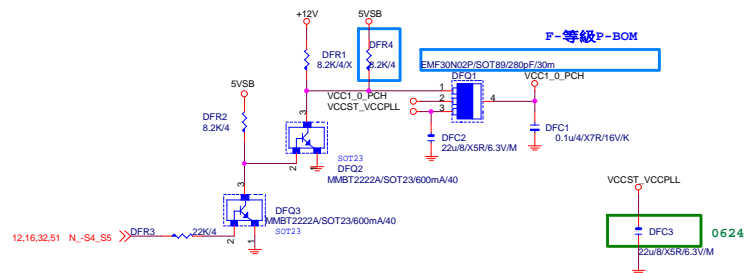 +12V
5VSB
F-等級P-BOM
DFR1
8.2K/4/X
DFR4
8.2K/4
EMF30N02P/SOT89/280pF/30m
DFQ1
VCC1_0_PCH
5VSB
VCC1_0_PCH
VCCST_VCCPLL
1
2
3
4
DFR2
8.2K/4
3
DFC2
22u/8/X5R/6.3V/M
DFC1
0.1u/4/X7R/16V/K
2
1
SOT23
DFQ2
MMBT2222A/SOT23/600mA/40
3
DFQ3
MMBT2222A/SOT23/600mA/40
SOT23
VCCST_VCCPLL
12,16,32,51 N_-S4_S5
DFR3
22K/4
2
1
DFC3
22u/8/X5R/6.3V/M
0624